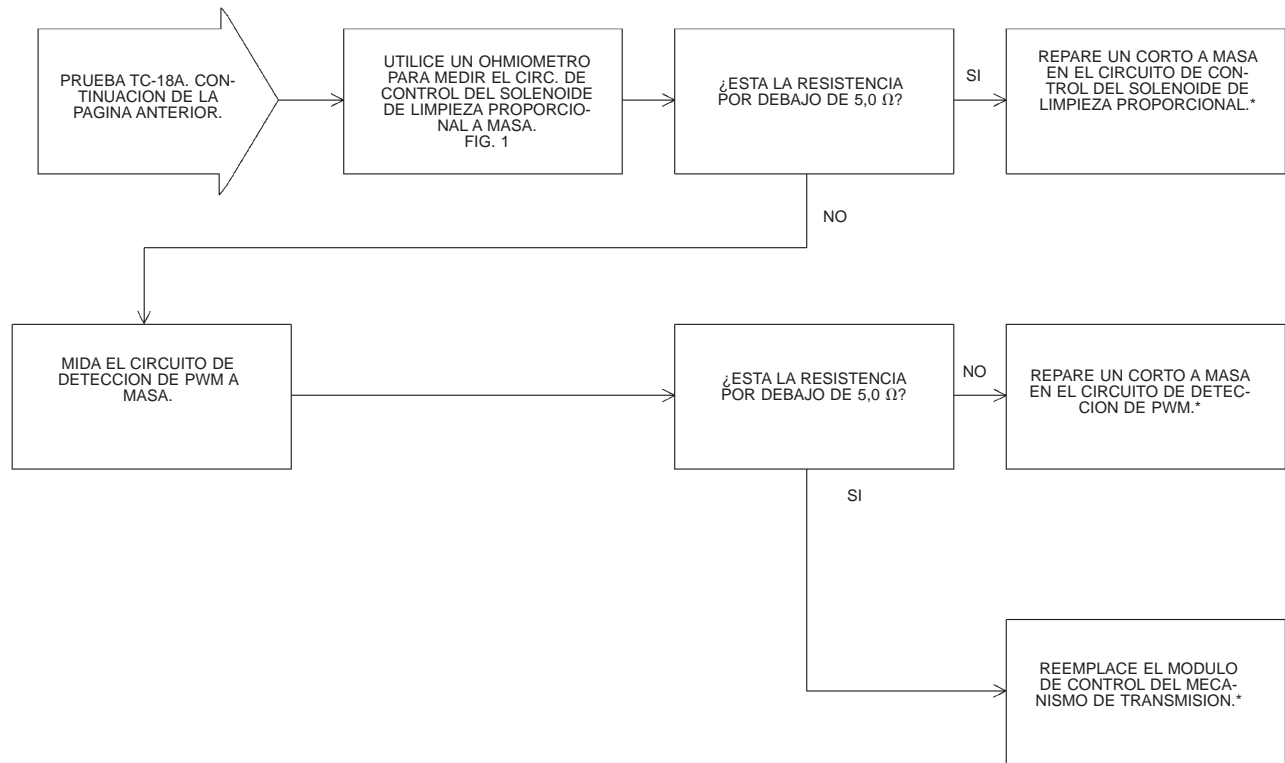 PRUEBA TC-18A. CON-
TINUACION DE LA
PAGINA ANTERIOR.
UTILICE UN OHMIOMETRO
PARA MEDIR EL CIRC. DE
CONTROL DEL SOLENOIDE
DE LIMPIEZA PROPORCIO-
NAL A MASA.
FIG. 1
¿ESTA LA RESISTENCIA
POR DEBAJO DE 5,0 Ω?
SI
REPARE UN CORTO A MASA
EN EL CIRCUITO DE CON-
TROL DEL SOLENOIDE DE
LIMPIEZA PROPORCIONAL.*
NO
MIDA EL CIRCUITO DE
DETECCION DE PWM A
MASA.
¿ESTA LA RESISTENCIA
POR DEBAJO DE 5,0 Ω?
NO
REPARE UN CORTO A MASA
EN EL CIRCUITO DE DETEC-
CION DE PWM.*
SI
REEMPLACE EL MODULO
DE CONTROL DEL MECA-
NISMO DE TRANSMISION.*